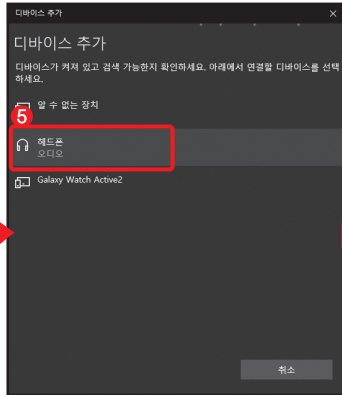 디바이스 추가
디바이스 추가
디바이스가 켜져 있고 검색 가능한지 확인하세요. 아래에서 연결할 디바이스를 선택
하세요.
알 수 없는 장치
5
헤드폰
오디오
Galaxy Watch Active2
취소